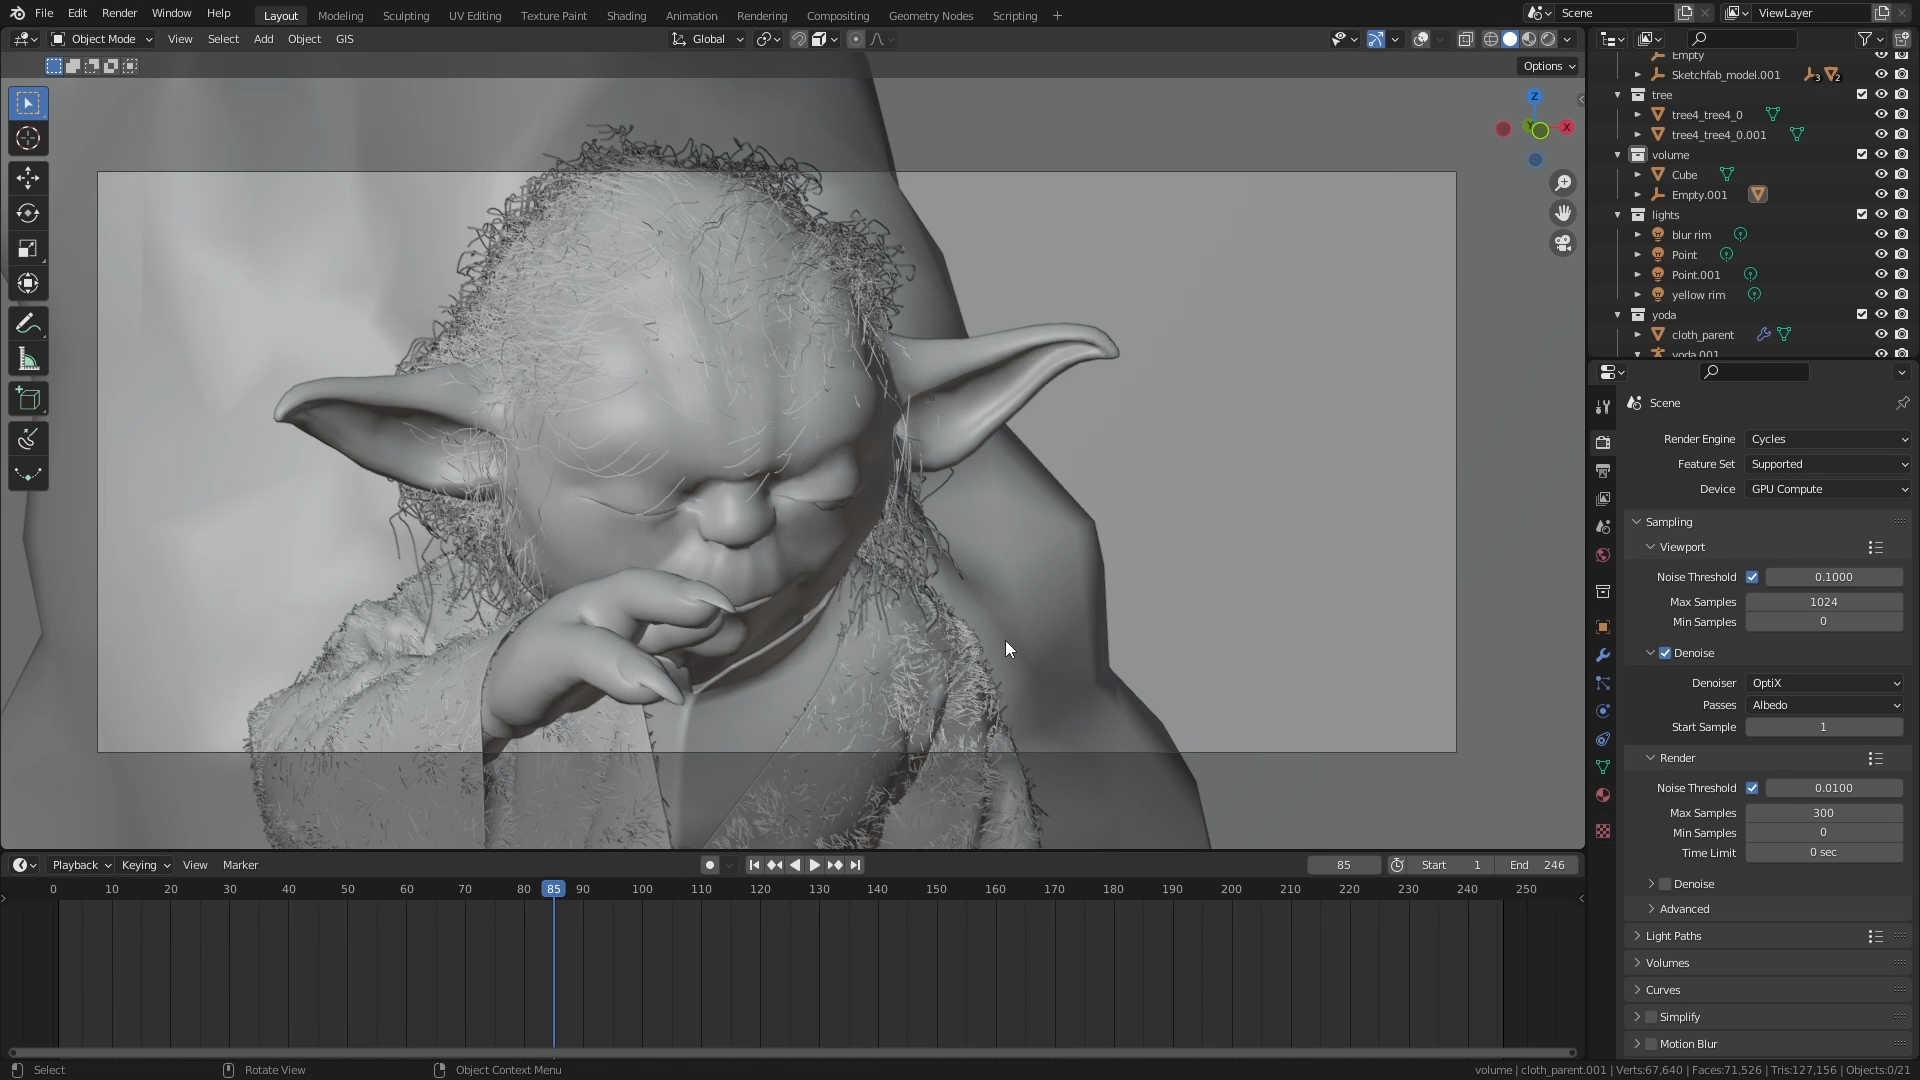 File Edit Render Window Help Layout Modeling Sculpting UV Editing Texture Paint Shading Animation Rendering Compositing Geometry Nodes Scripting + Scene ViewLayer
Object Mode View Select Add Object GIS Global
Options
Z
Y X
Empty
Sketchfab_model.001 3 2
tree
tree4_tree4_0
tree4_tree4_0.001
volume
Cube
Empty.001
lights
blur rim
Point
Point.001
yellow rim
yoda
cloth_parent
yoda.001
Scene
Render Engine Cycles
Feature Set Supported
Device GPU Compute
Sampling
Viewport
Noise Threshold 0.1000
Max Samples 1024
Min Samples 0
Denoise
Denoiser OptiX
Passes Albedo
Start Sample 1
Render
Noise Threshold 0.0100
Max Samples 300
Min Samples 0
Time Limit 0 sec
Denoise
Advanced
Light Paths
Volumes
Curves
Simplify
Motion Blur
Playback Keying View Marker 85 Start 1 End 246
0 10 20 30 40 50 60 70 80 85 90 100 110 120 130 140 150 160 170 180 190 200 210 220 230 240 250
Select Rotate View Object Context Menu volume | cloth_parent.001 | Verts:67,640 | Faces:71,526 | Tris:127,156 | Objects:0/21